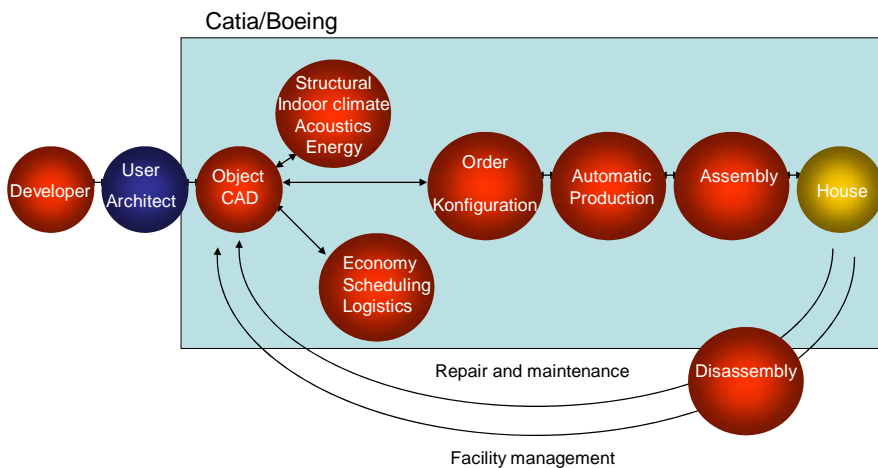 Catia/Boeing
Structural
Indoor climate
Acoustics
Energy
Developer
User
Architect
Object
CAD
Order
Konfiguration
Automatic
Production
Assembly
House
Economy
Scheduling
Logistics
Repair and maintenance
Disassembly
Facility management